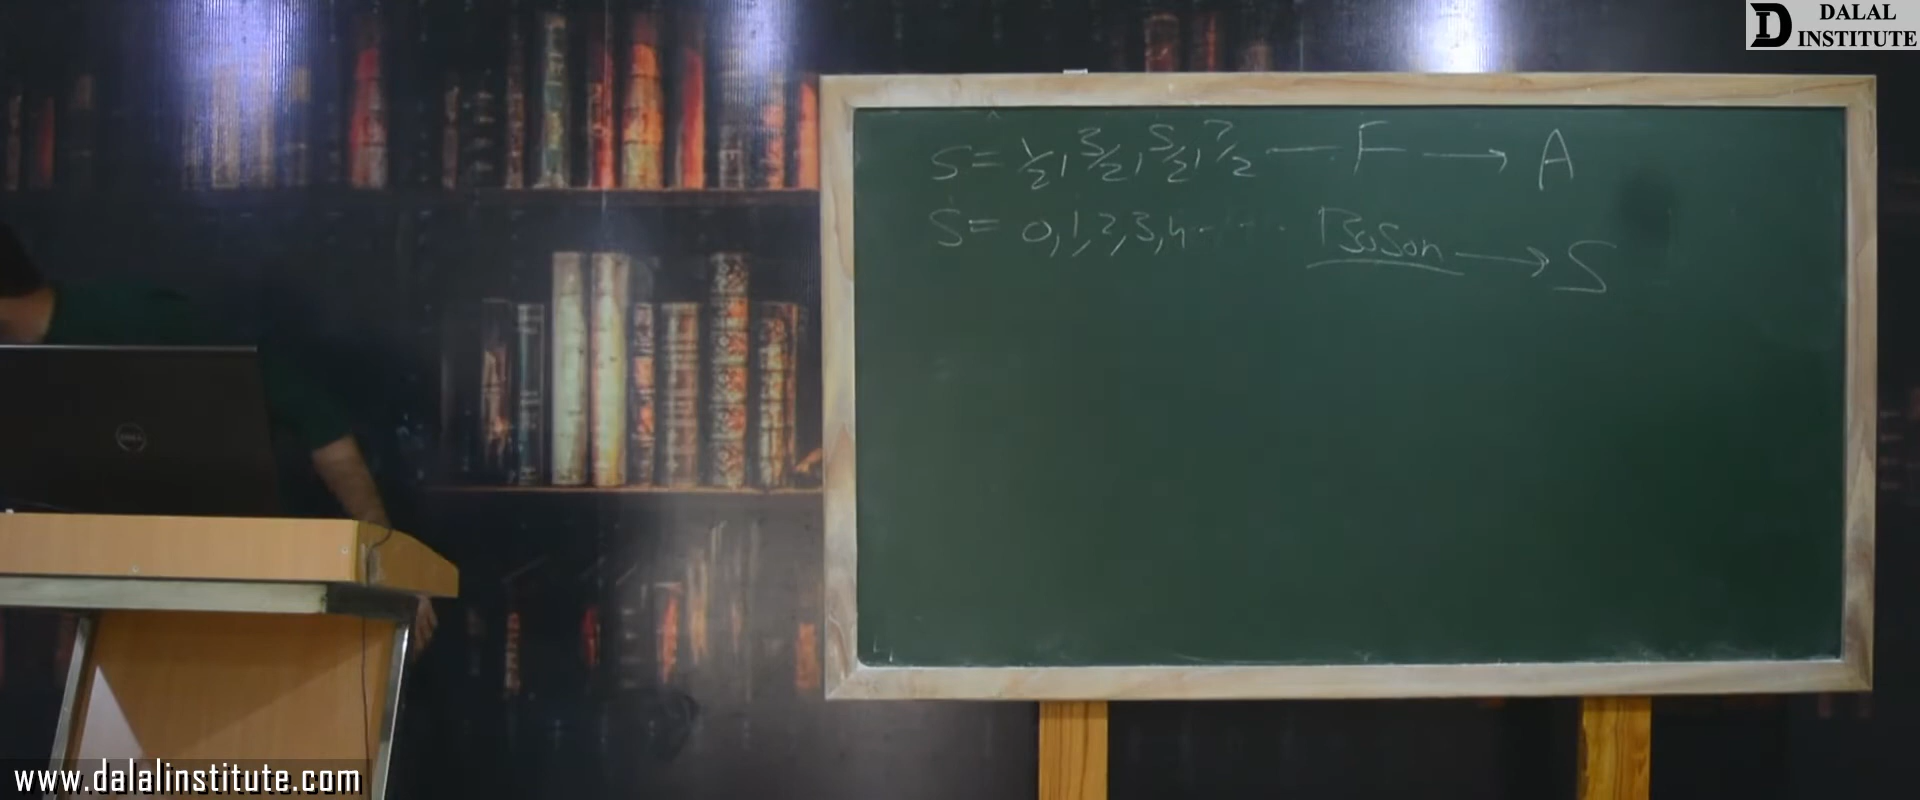 DALAL
INSTITUTE
S = 1/2, 3/2, 5/2, 7/2 — F → A
S = 0, 1, 2, 3, 4 ...... Boson → S
DELL
www.dalalinstitute.com